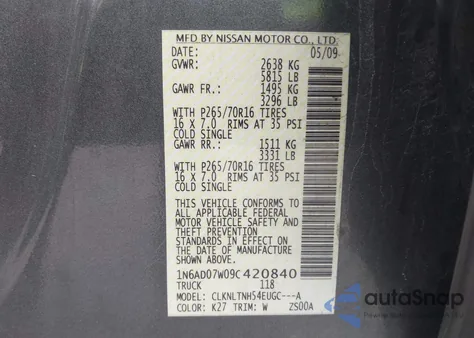 MFD BY NISSAN MOTOR CO., LTD.
DATE: 05/09
GVWR: 2638 KG
5815 LB
GAWR FR.: 1495 KG
3296 LB
WITH P265/70R16 TIRES
16 X 7.0 RIMS AT 35 PSI
COLD SINGLE
GAWR RR.: 1511 KG
3331 LB
WITH P265/70R16 TIRES
16 X 7.0 RIMS AT 35 PSI
COLD SINGLE
THIS VEHICLE CONFORMS TO
ALL APPLICABLE FEDERAL
MOTOR VEHICLE SAFETY AND
THEFT PREVENTION
STANDARDS IN EFFECT ON
THE DATE OF MANUFACTURE
SHOWN ABOVE.
1N6AD07W09C420840
TRUCK 118
MODEL: CLKNLTNH54EUGC---A
COLOR: K27 TRIM: W ZS00A
autoSnap